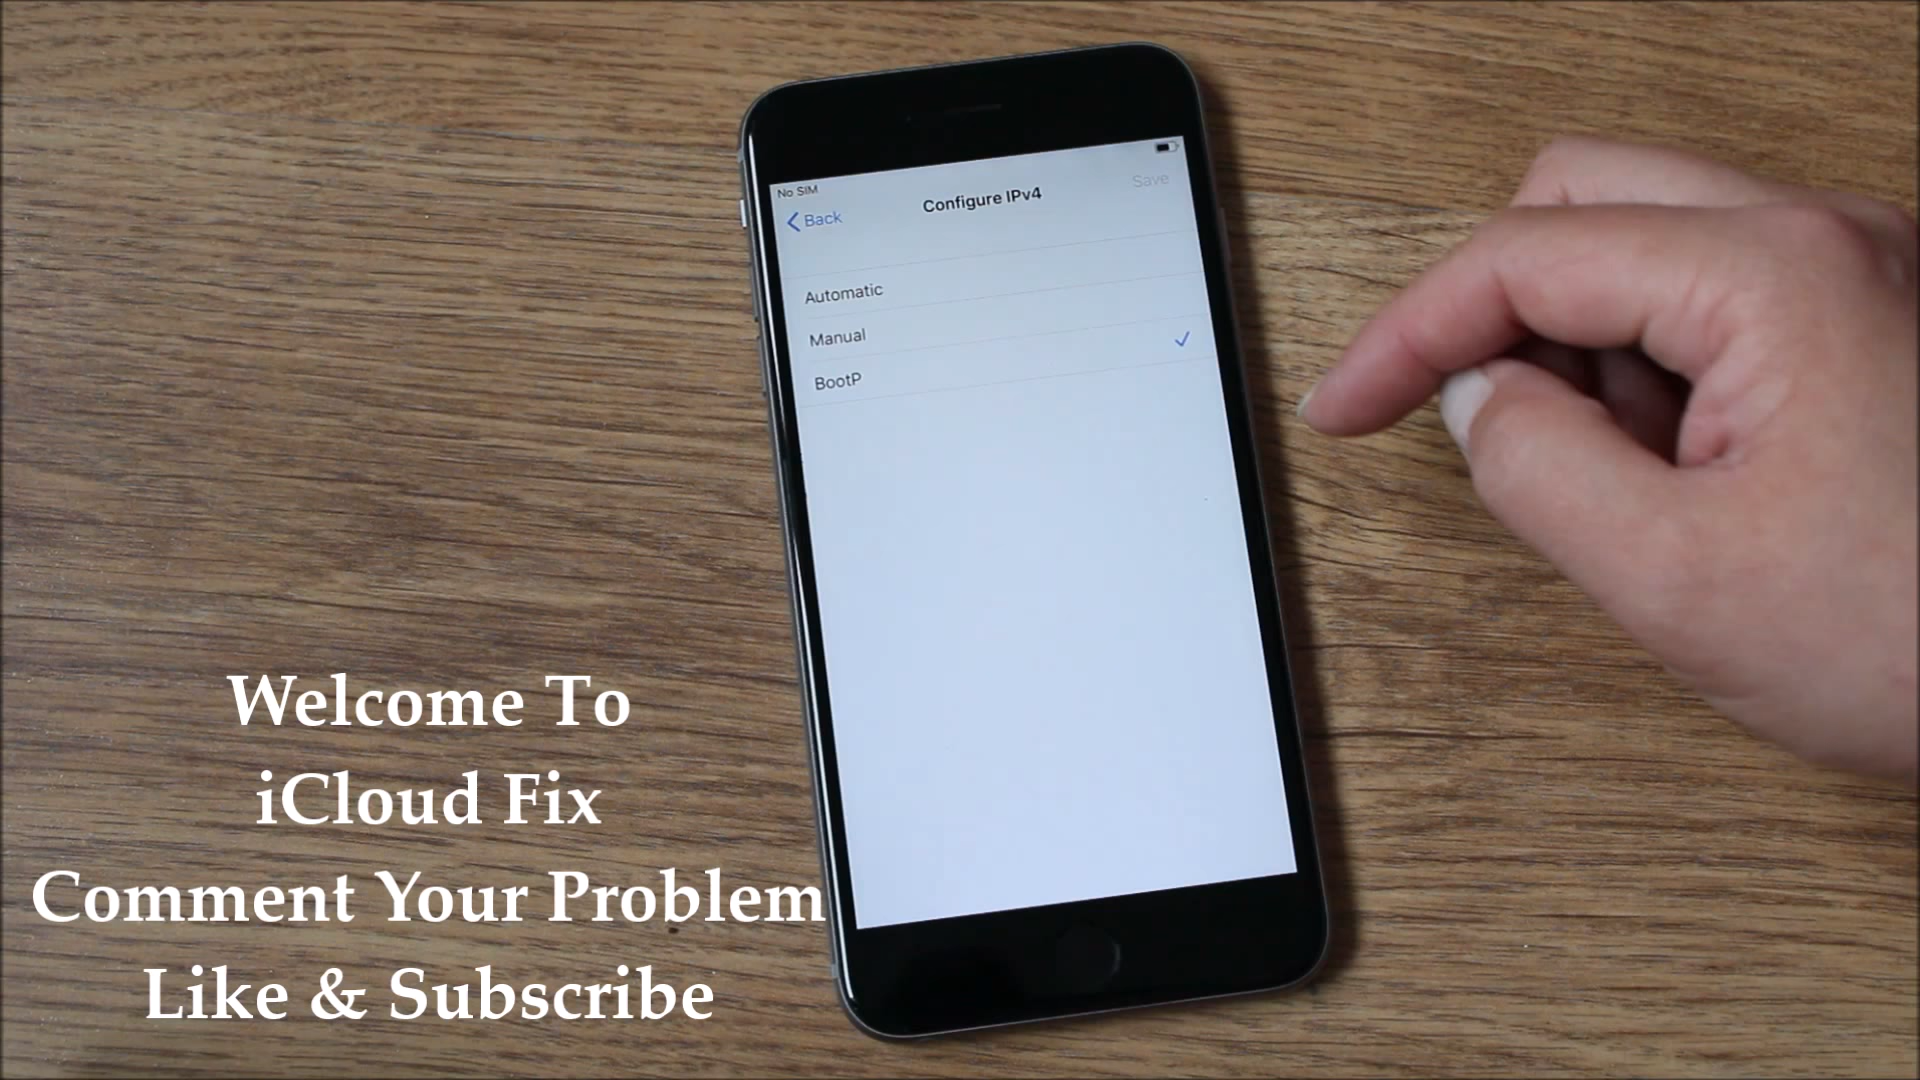 No SIM
Back
Configure IPv4
Save
Automatic
Manual
BootP
Welcome To
iCloud Fix
Comment Your Problem
Like & Subscribe